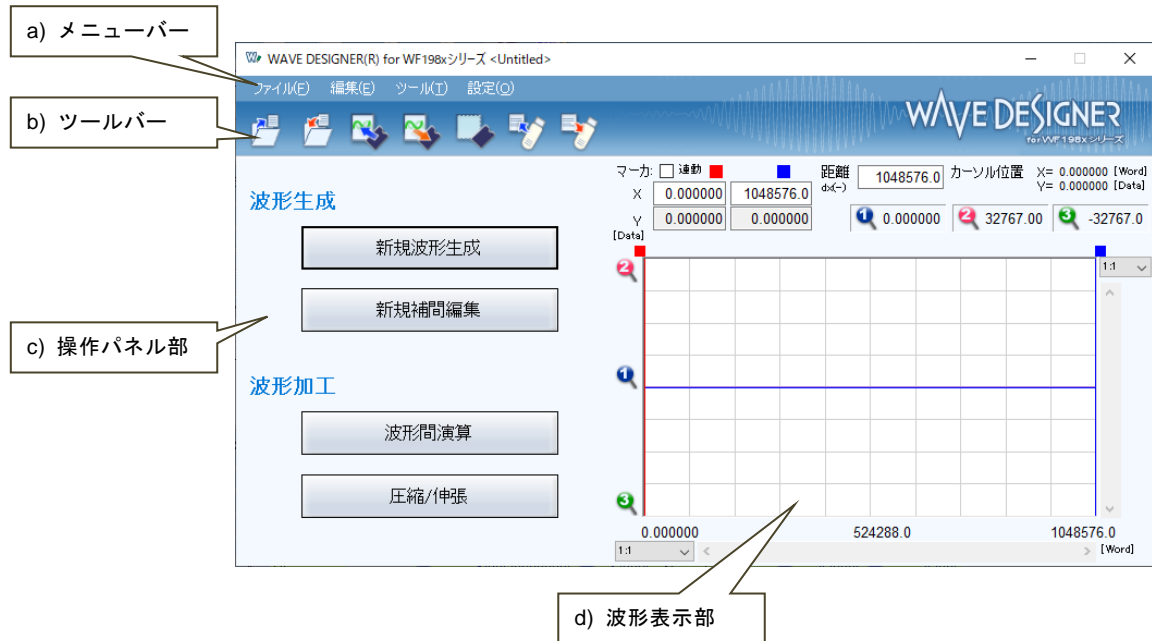 a) メニューバー
WAVE DESIGNER(R) for WF198xシリーズ <Untitled>
ファイル(F) 編集(E) ツール(T) 設定(O)
b) ツールバー
WAVE DESIGNER
for WF198xシリーズ
マーカ: 連動
距離
dx(-)
1048576.0
カーソル位置 X= 0.000000 [Word]
Y= 0.000000 [Data]
X 0.000000 1048576.0
Y 0.000000 0.000000
[Data]
1 0.000000 2 32767.00 3 -32767.0
波形生成
新規波形生成
新規補間編集
c) 操作パネル部
波形加工
波形間演算
圧縮/伸張
2
1
3
1:1
0.000000 524288.0 1048576.0
1:1
[Word]
d) 波形表示部